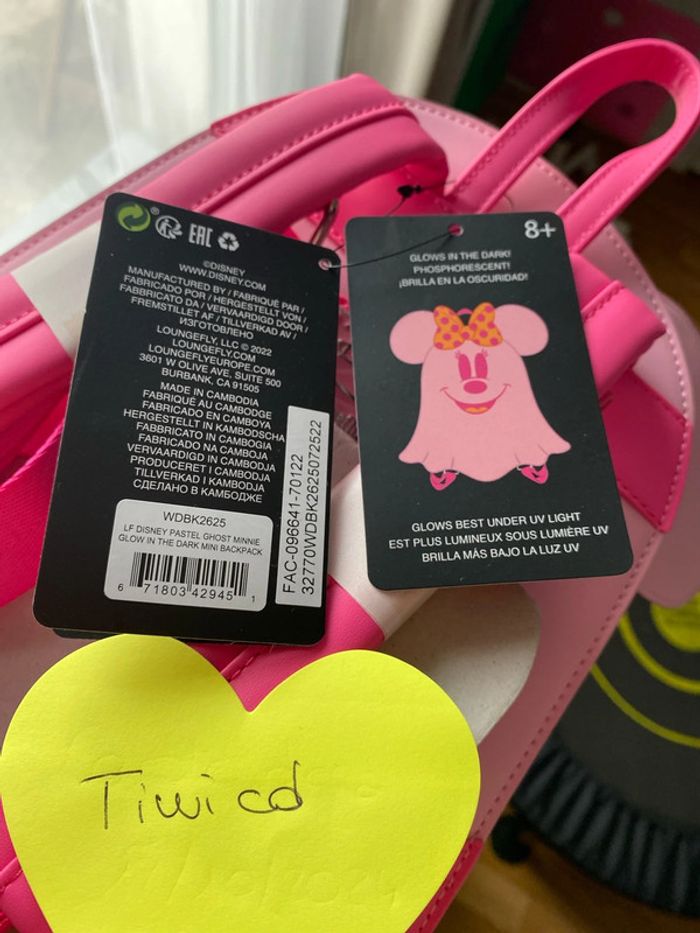 EAC
©DISNEY
WWW.DISNEY.COM
MANUFACTURED BY / FABRIQUÉ PAR /
FABRICADO POR / HERGESTELLT VON /
FABBRICATO DA / VERVAARDIGD DOOR /
FREMSTILLET AF / TILLVERKAD AV /
ИЗГОТОВЛЕНО
LOUNGEFLY, LLC © 2022
LOUNGEFLY.COM
LOUNGEFLYEUROPE.COM
3601 W OLIVE AVE. SUITE 500
BURBANK, CA 91505
MADE IN CAMBODIA
FABRIQUÉ AU CAMBODGE
FABRICADO EN CAMBOYA
HERGESTELLT IN KAMBODSCHA
FABBRICATO IN CAMBOGIA
FABRICADO NA CAMBOJA
VERVAARDIGD IN CAMBODJA
PRODUCERET I CAMBODJA
TILLVERKAD I KAMBODJA
СДЕЛАНО В КАМБОДЖЕ
WDBK2625
LF DISNEY PASTEL GHOST MINNIE
GLOW IN THE DARK MINI BACKPACK
6 71803 42945 1
FAC-096641-70122
32770WDBK2625072522
8+
GLOWS IN THE DARK!
PHOSPHORESCENT!
¡BRILLA EN LA OSCURIDAD!
GLOWS BEST UNDER UV LIGHT
EST PLUS LUMINEUX SOUS LUMIÈRE UV
BRILLA MÁS BAJO LA LUZ UV
Tiwi cd